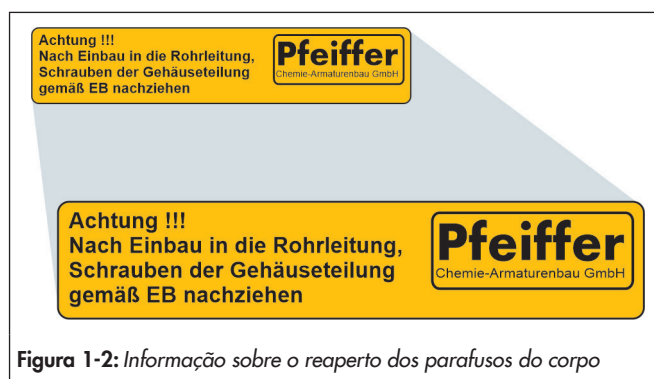 Achtung !!!
Nach Einbau in die Rohrleitung,
Schrauben der Gehäuseteilung
gemäß EB nachziehen
Pfeiffer
Chemie-Armaturenbau GmbH
Achtung !!!
Nach Einbau in die Rohrleitung,
Schrauben der Gehäuseteilung
gemäß EB nachziehen
Pfeiffer
Chemie-Armaturenbau GmbH
Figura 1-2: Informação sobre o reaperto dos parafusos do corpo